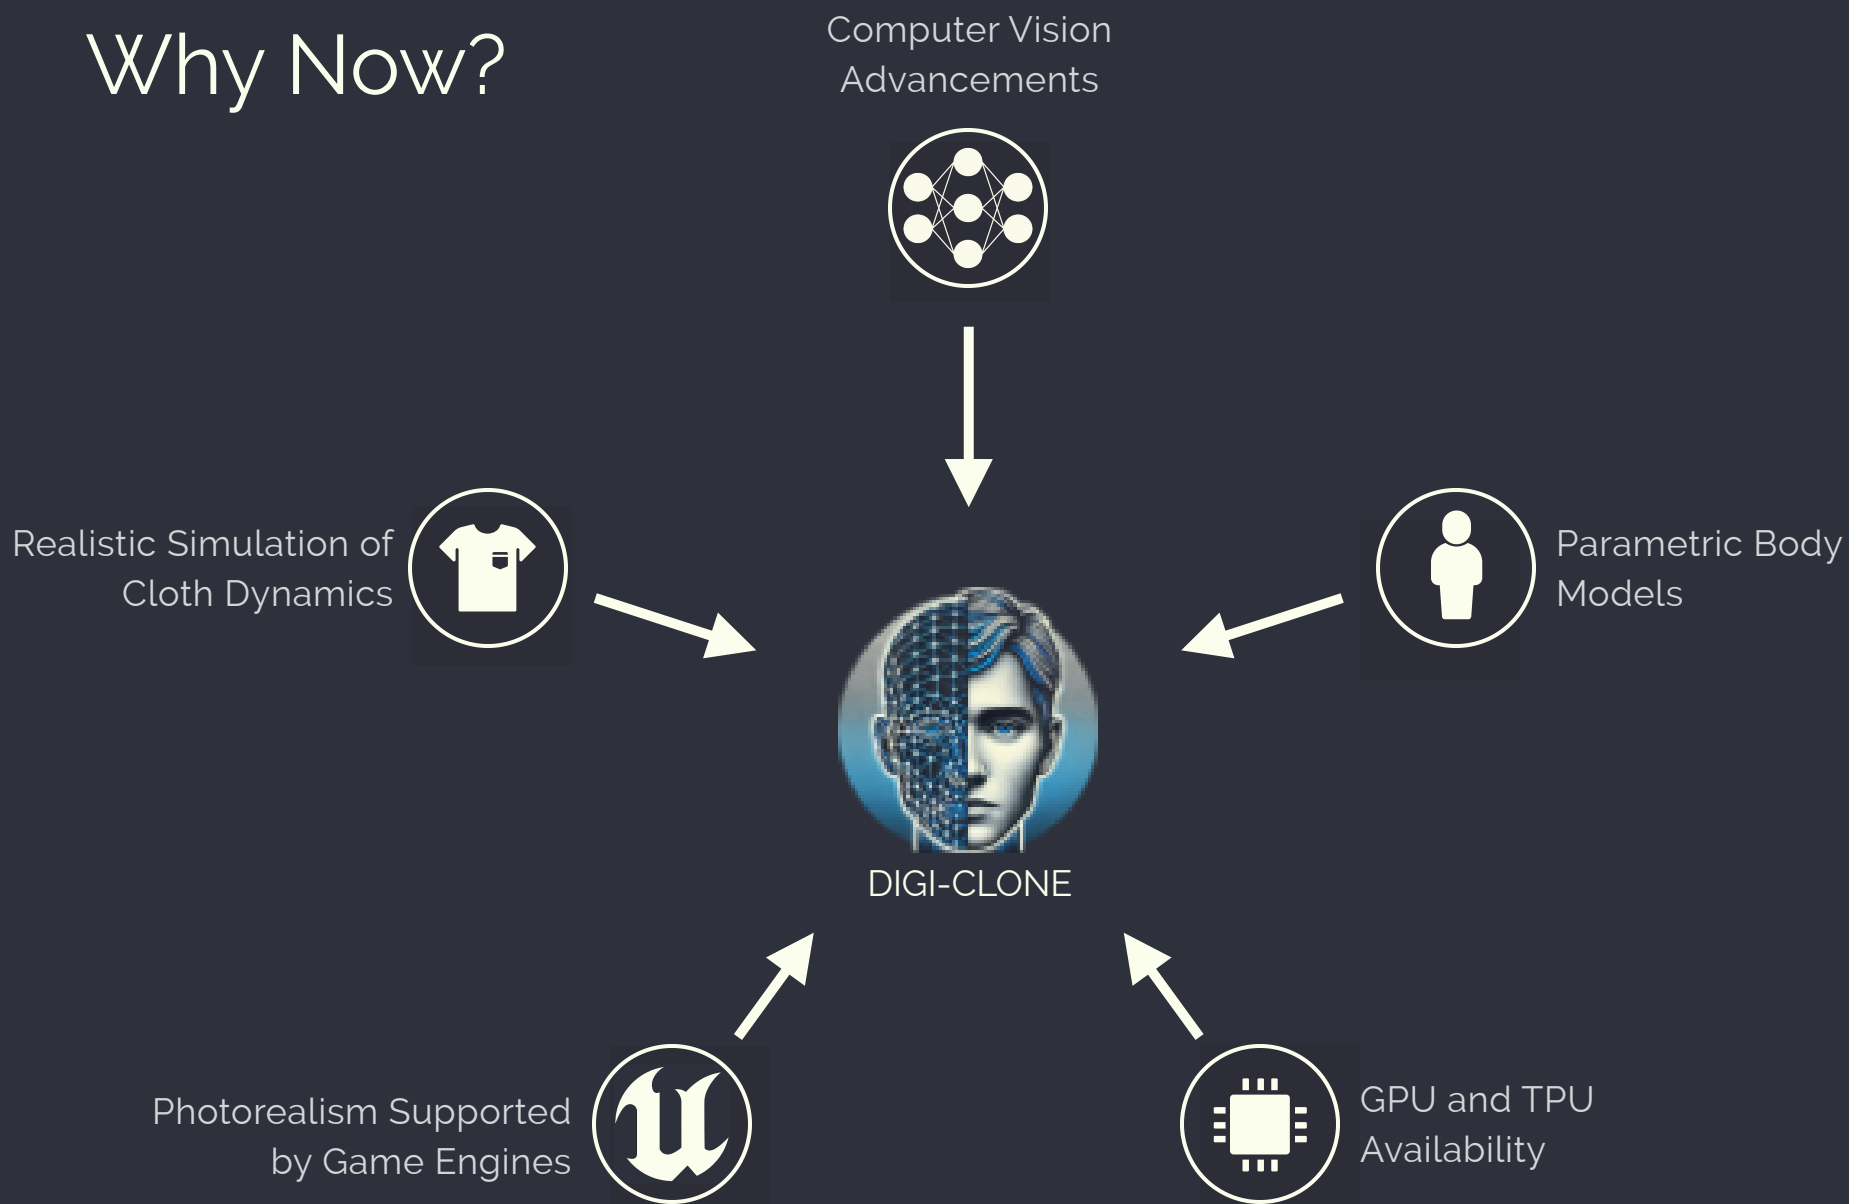 Why Now?
Computer Vision
Advancements
Realistic Simulation of
Cloth Dynamics
Parametric Body
Models
DIGI-CLONE
Photorealism Supported
by Game Engines
GPU and TPU
Availability